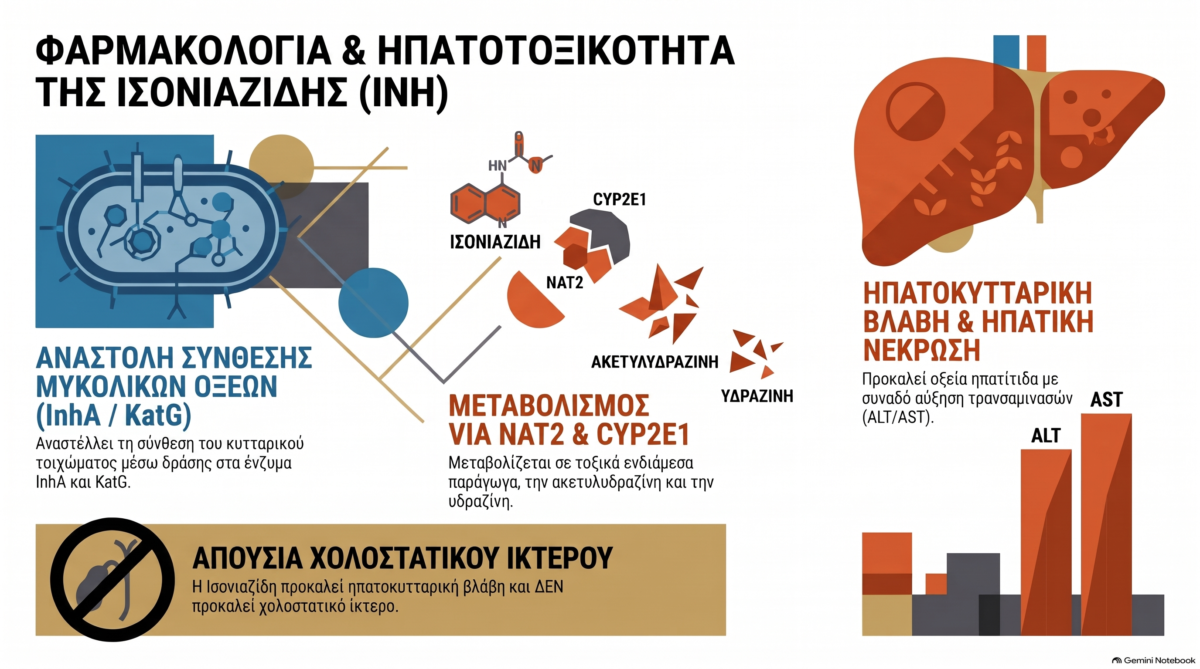 ΦΑΡΜΑΚΟΛΟΓΙΑ & ΗΠΑΤΟΤΟΞΙΚΟΤΗΤΑ
ΤΗΣ ΙΣΟΝΙΑΖΙΔΗΣ (INH)
HN
N
N
ΙΣΟΝΙΑΖΙΔΗ
CYP2E1
NAT2
ΑΚΕΤΥΛΥΔΡΑΖΙΝΗ
ΥΔΡΑΖΙΝΗ
ΑΝΑΣΤΟΛΗ ΣΥΝΘΕΣΗΣ
ΜΥΚΟΛΙΚΩΝ ΟΞΕΩΝ
(InhA / KatG)
Αναστέλλει τη σύνθεση του κυτταρικού
τοιχώματος μέσω δράσης στα ένζυμα
InhA και KatG.
ΜΕΤΑΒΟΛΙΣΜΟΣ
VIA NAT2 & CYP2E1
Μεταβολίζεται σε τοξικά ενδιάμεσα
παράγωγα, την ακετυλυδραζίνη και την
υδραζίνη.
ΗΠΑΤΟΚΥΤΤΑΡΙΚΗ
ΒΛΑΒΗ & ΗΠΑΤΙΚΗ
ΝΕΚΡΩΣΗ
Προκαλεί οξεία ηπατίτιδα με
συναδό αύξηση τρανσαμινασών
(ALT/AST).
ALT
AST
ΑΠΟΥΣΙΑ ΧΟΛΟΣΤΑΤΙΚΟΥ ΙΚΤΕΡΟΥ
Η Ισονιαζίδη προκαλεί ηπατοκυτταρική βλάβη και ΔΕΝ
προκαλεί χολοστατικό ίκτερο.
Gemini Notebook